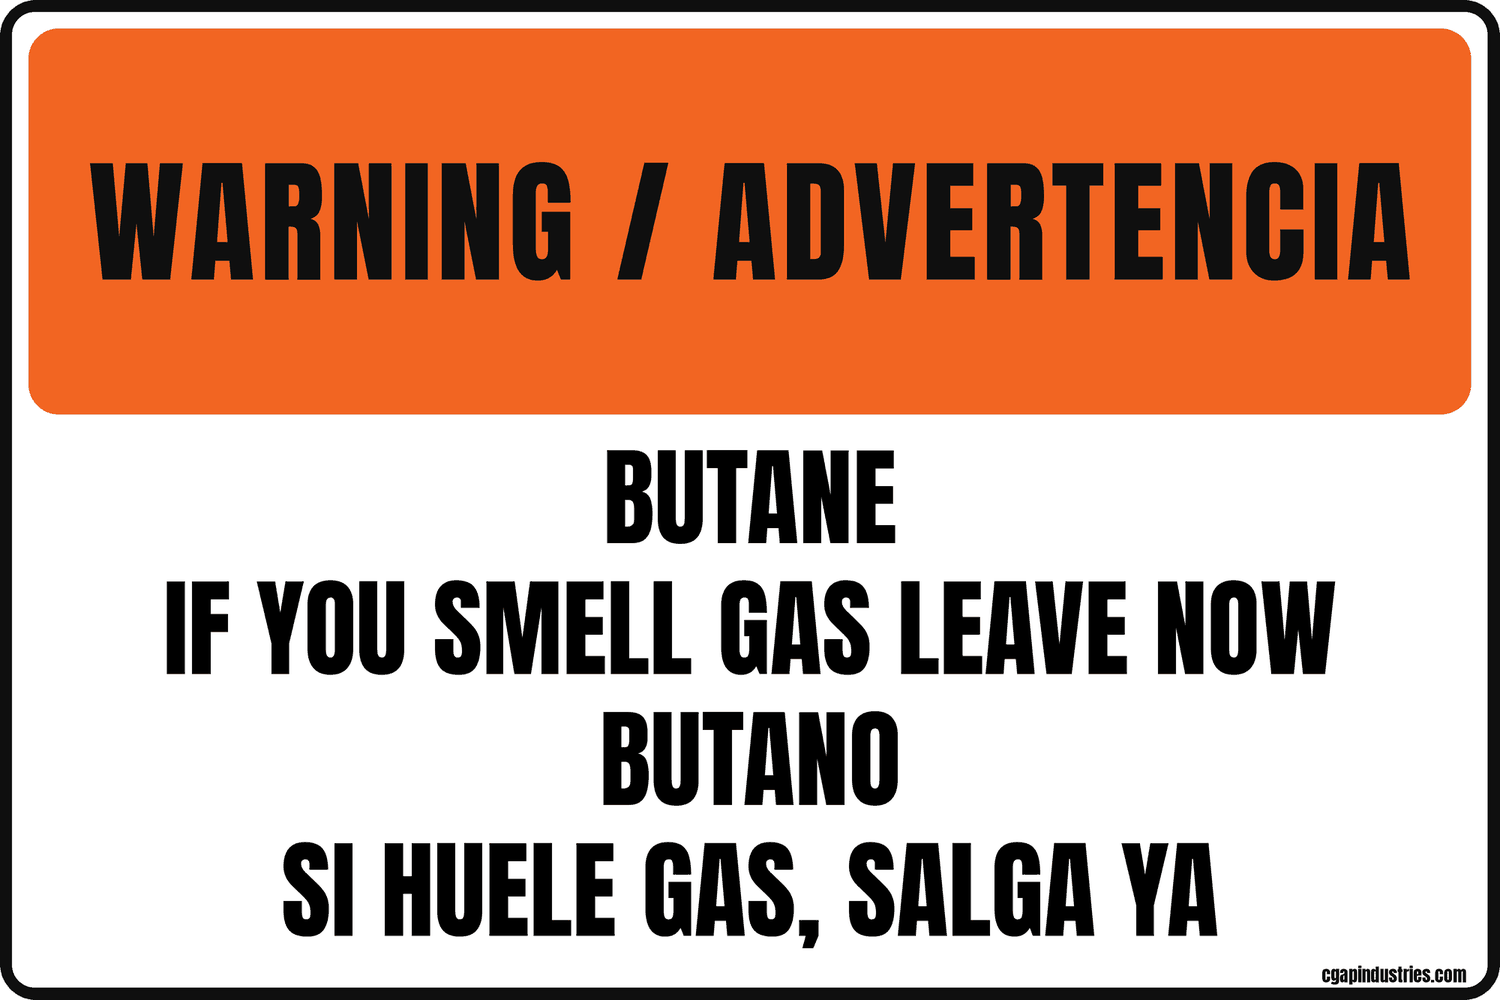 WARNING / ADVERTENCIA
BUTANE
IF YOU SMELL GAS LEAVE NOW
BUTANO
SI HUELE GAS, SALGA YA
cgapindustries.com